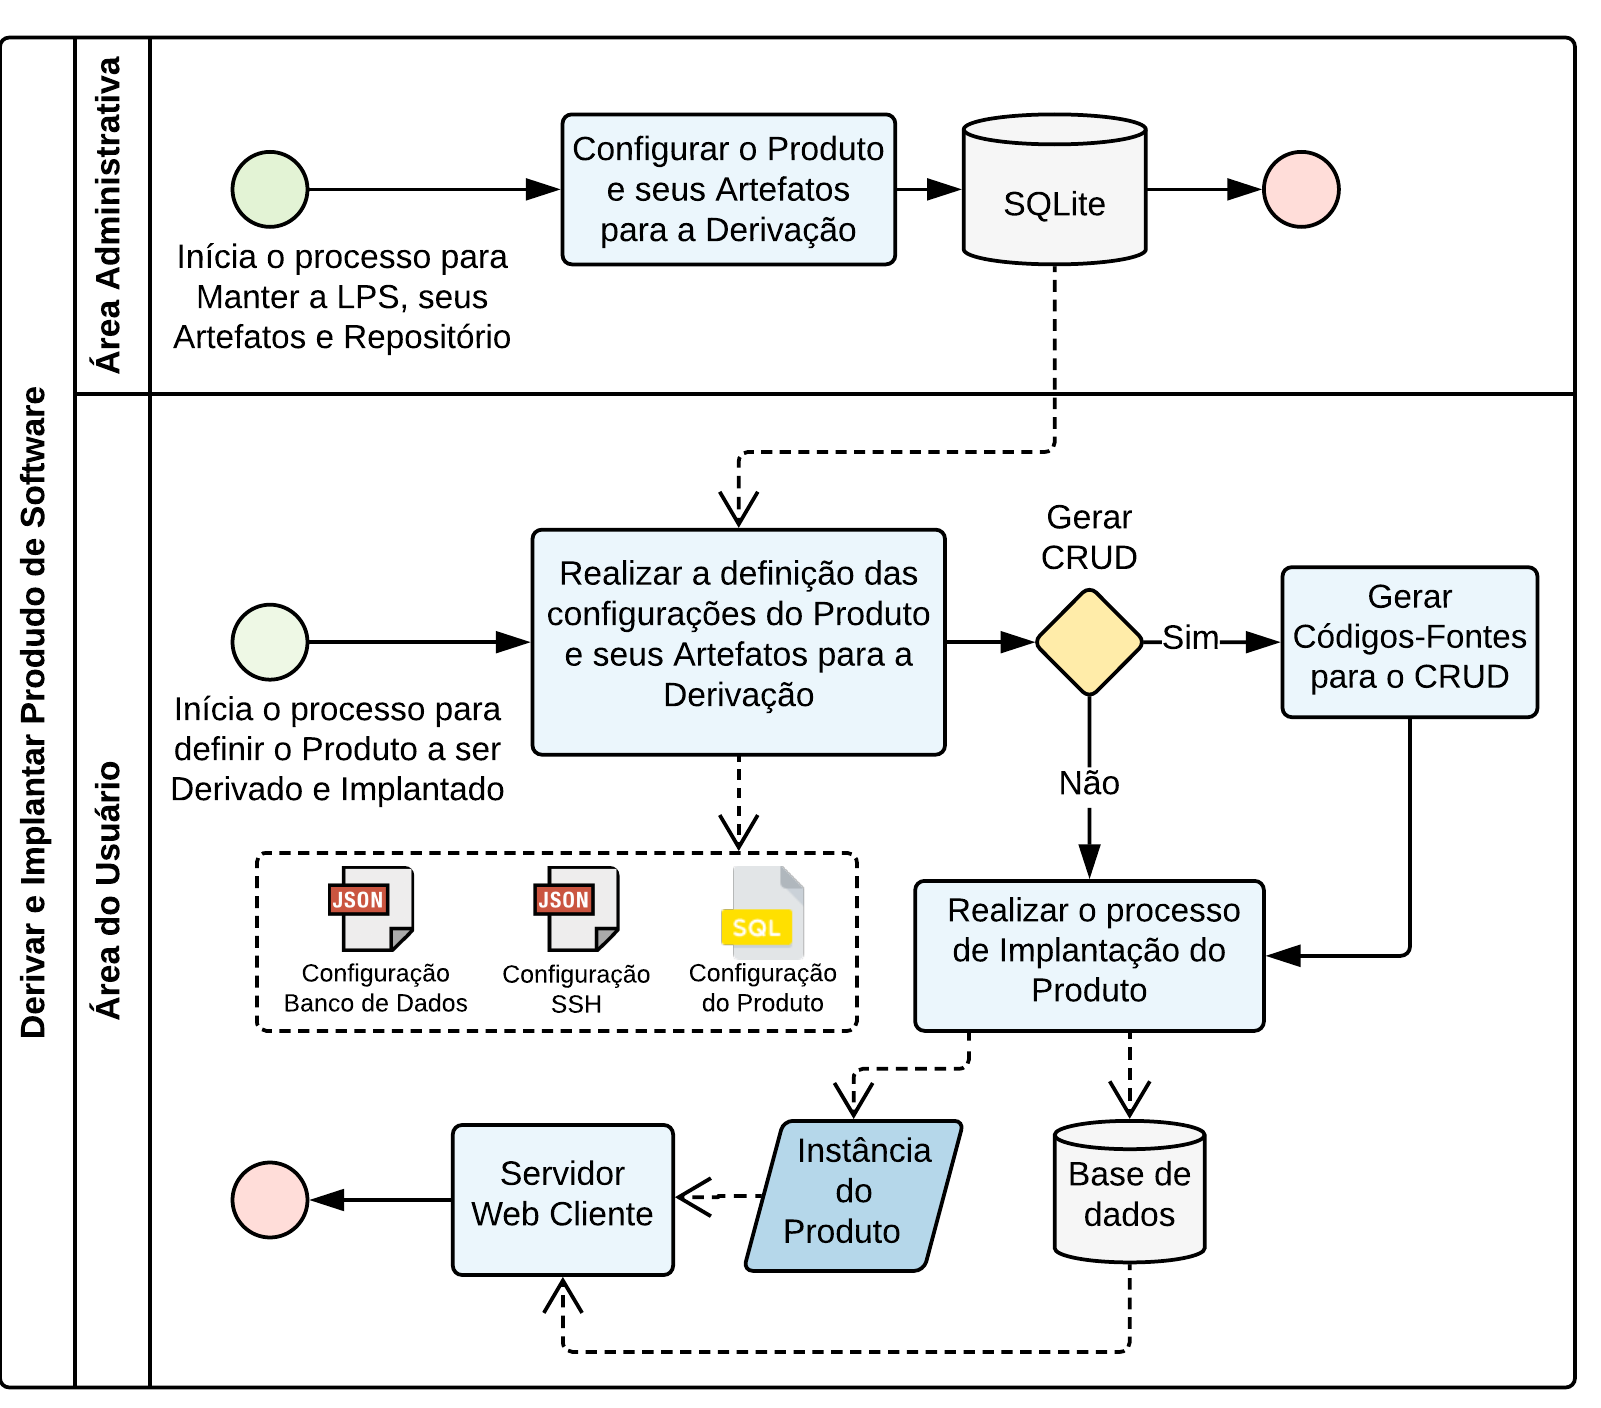 Derivar e Implantar Produdo de Software
Área Administrativa
Inícia o processo para
Manter a LPS, seus
Artefatos e Repositório
Configurar o Produto
e seus Artefatos
para a Derivação
SQLite
Área do Usuário
Inícia o processo para
definir o Produto a ser
Derivado e Implantado
Realizar a definição das
configurações do Produto
e seus Artefatos para a
Derivação
Gerar
CRUD
Sim
Não
Gerar
Códigos-Fontes
para o CRUD
JSON
Configuração
Banco de Dados
JSON
Configuração
SSH
SQL
Configuração
do Produto
Realizar o processo
de Implantação do
Produto
Servidor
Web Cliente
Instância
do
Produto
Base de
dados